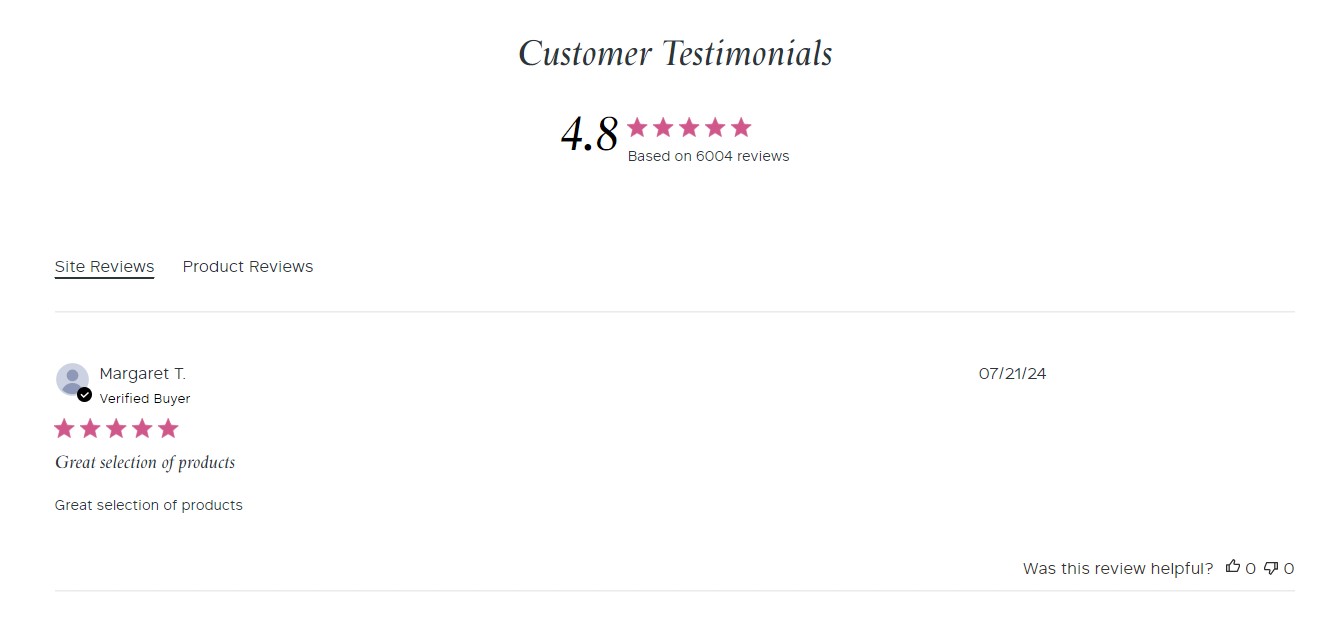 Customer Testimonials
4.8
Based on 6004 reviews
Site Reviews Product Reviews
Margaret T. 07/21/24
Verified Buyer
Great selection of products
Great selection of products
Was this review helpful? 0 0